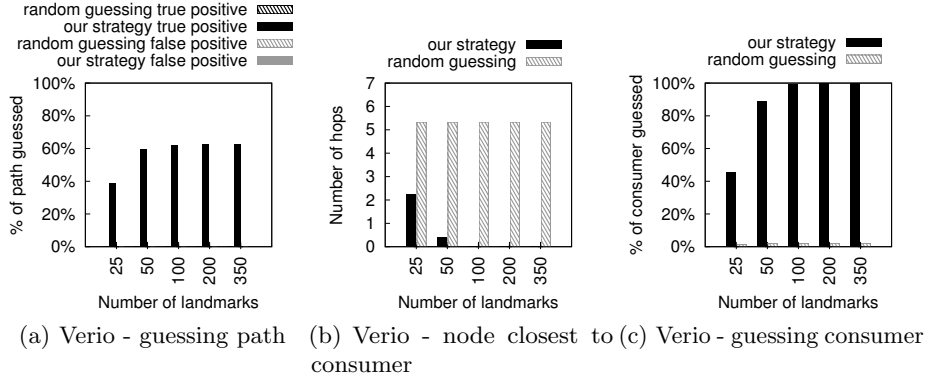 random guessing true positive
our strategy true positive
random guessing false positive
our strategy false positive
100%
80%
60%
40%
20%
0%
% of path guessed
25
50
100
200
350
Number of landmarks
(a) Verio - guessing path
our strategy
random guessing
7
6
5
4
3
2
1
0
Number of hops
25
50
100
200
350
Number of landmarks
(b) Verio - node closest to
consumer
our strategy
random guessing
100%
80%
60%
40%
20%
0%
% of consumer guessed
25
50
100
200
350
Number of landmarks
(c) Verio - guessing consumer